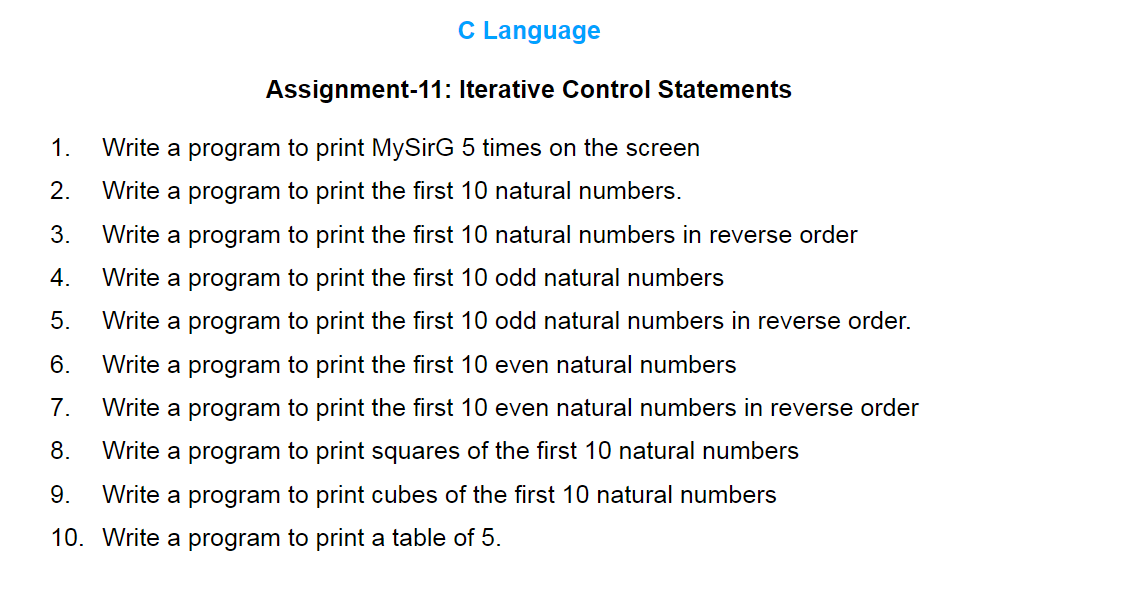 C Language
Assignment-11: Iterative Control Statements
1. Write a program to print MySirG 5 times on the screen
2. Write a program to print the first 10 natural numbers.
3. Write a program to print the first 10 natural numbers in reverse order
4. Write a program to print the first 10 odd natural numbers
5. Write a program to print the first 10 odd natural numbers in reverse order.
6. Write a program to print the first 10 even natural numbers
7. Write a program to print the first 10 even natural numbers in reverse order
8. Write a program to print squares of the first 10 natural numbers
9. Write a program to print cubes of the first 10 natural numbers
10. Write a program to print a table of 5.